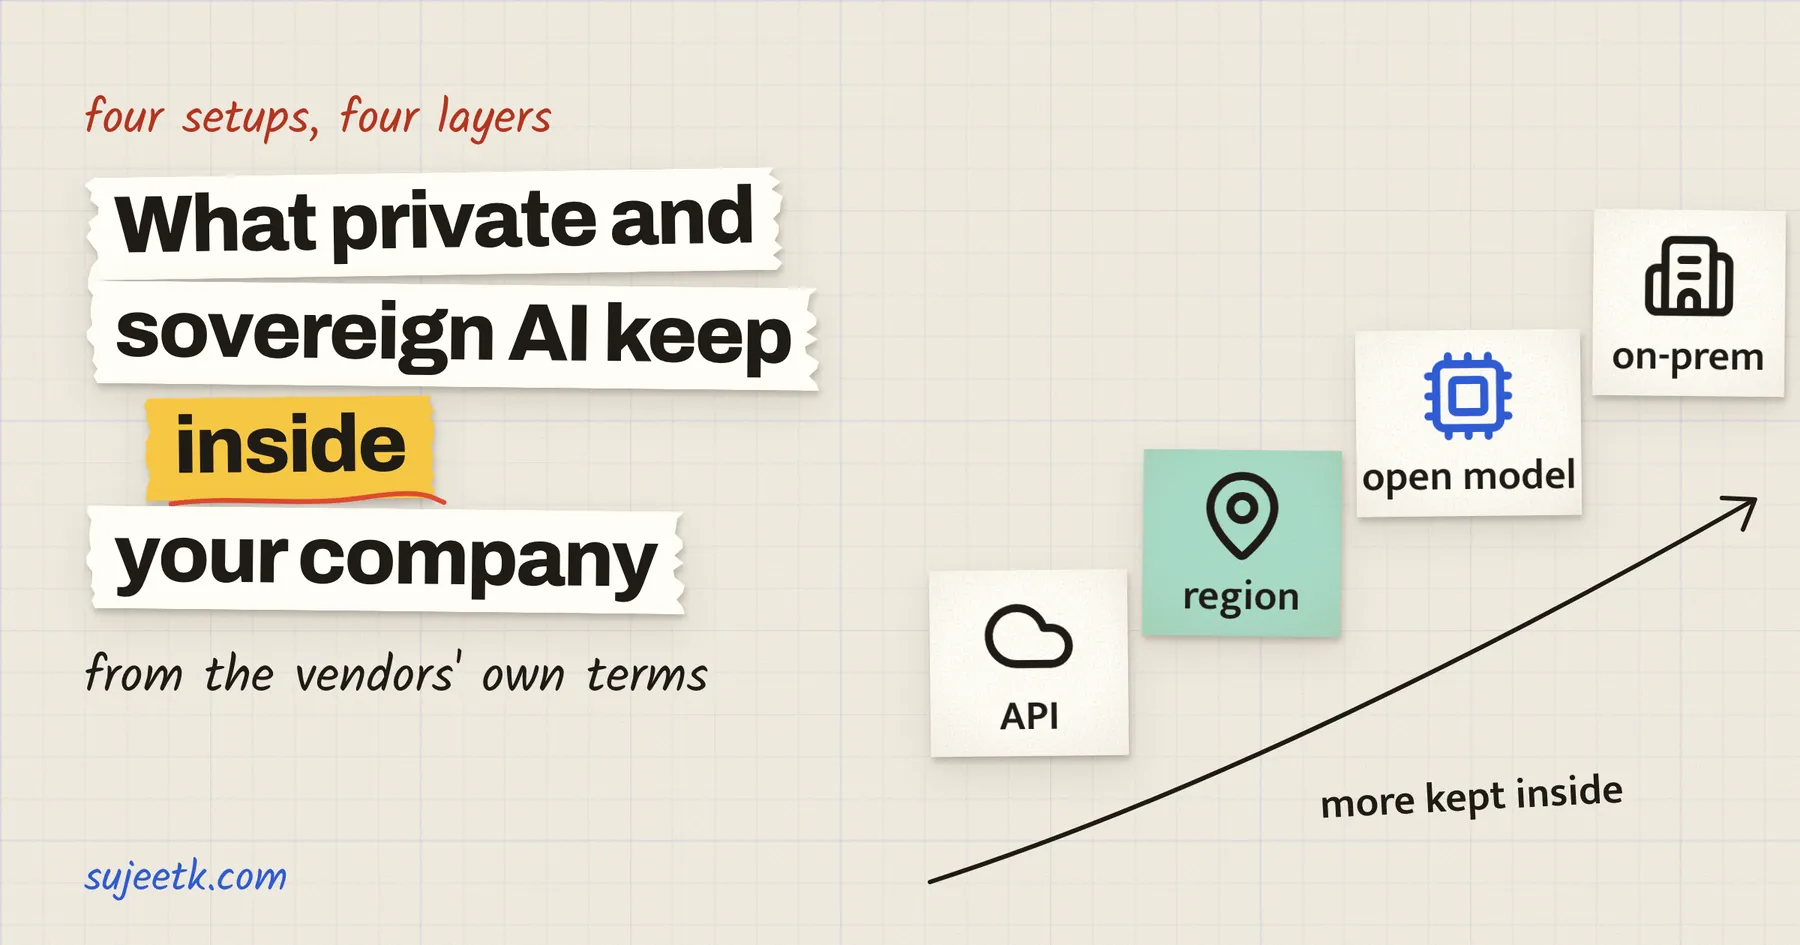 four setups, four layers
What private and
sovereign AI keep
inside
your company
from the vendors' own terms
sujeetk.com
API
region
open model
on-prem
more kept inside